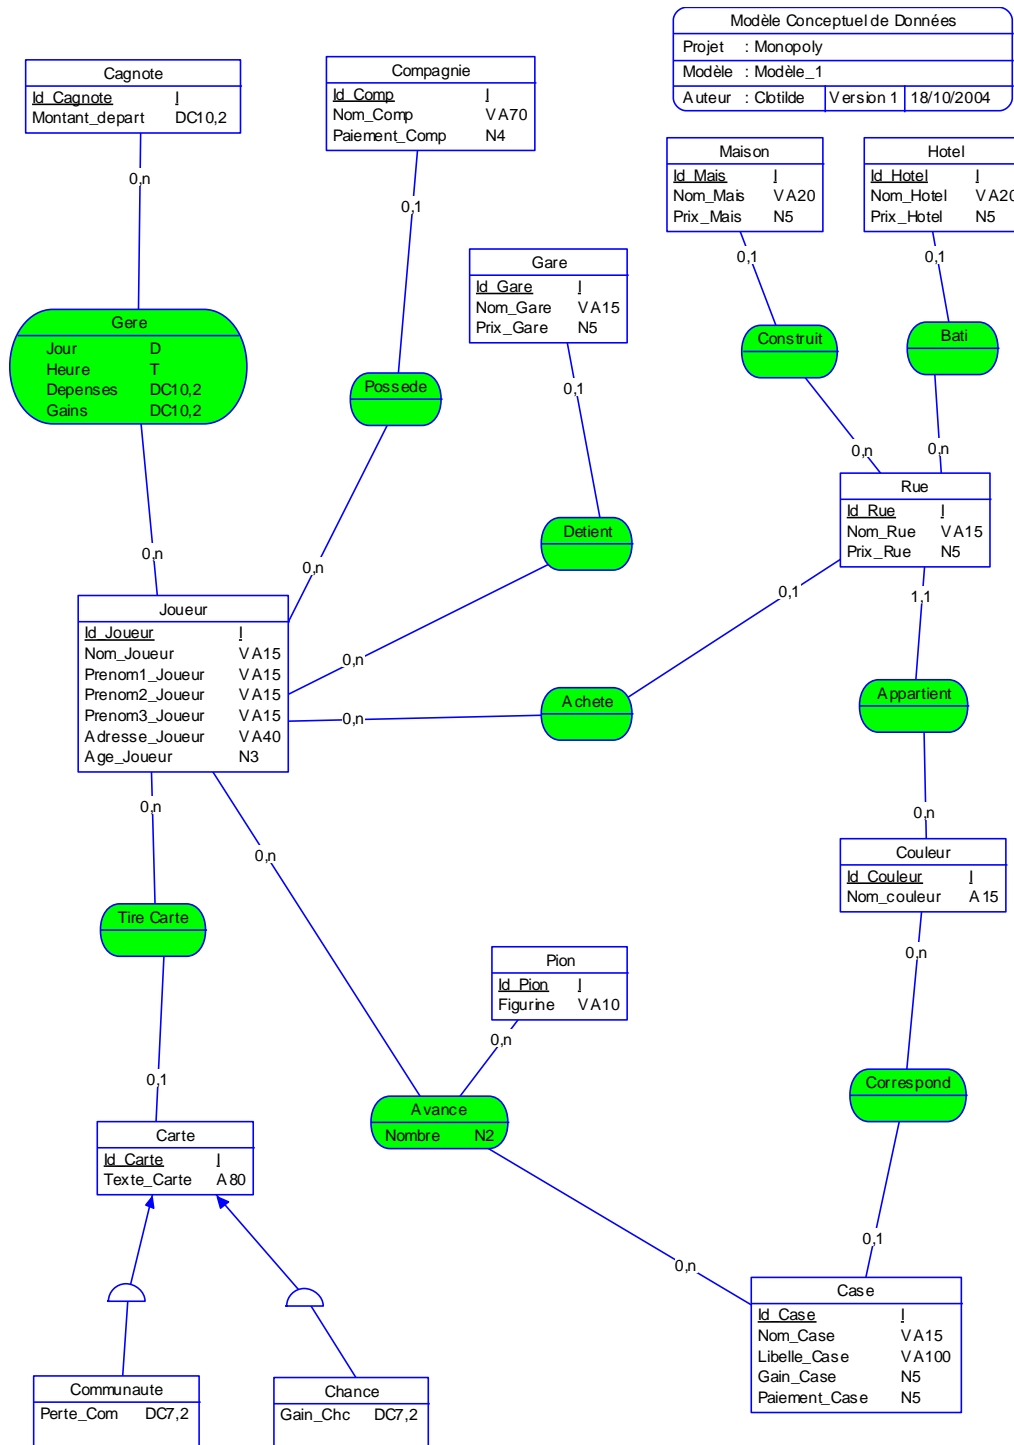 Modèle Conceptuel de Données
Projet : Monopoly
Modèle : Modèle_1
Auteur : Clotilde Version 1 18/10/2004
Cagnote
Id_Cagnote I
Montant_depart DC10,2
0,n
Compagnie
Id_Comp I
Nom_Comp VA70
Paiement_Comp N4
0,1
Maison
Id_Mais I
Nom_Mais VA20
Prix_Mais N5
0,1
Hotel
Id_Hotel I
Nom_Hotel VA20
Prix_Hotel N5
0,1
Gare
Id_Gare I
Nom_Gare VA15
Prix_Gare N5
0,1
Gere
Jour D
Heure T
Depenses DC10,2
Gains DC10,2
0,n
Possede
0,n
Construit
0,n
Bati
0,n
Detient
0,n
Rue
Id_Rue I
Nom_Rue VA15
Prix_Rue N5
0,1
1,1
Joueur
Id_Joueur I
Nom_Joueur VA15
Prenom1_Joueur VA15
Prenom2_Joueur VA15
Prenom3_Joueur VA15
Adresse_Joueur VA40
Age_Joueur N3
0,n
Achete
Appartient
0,n
0,n
0,n
Couleur
Id_Couleur I
Nom_couleur A15
0,n
Tire Carte
0,1
Pion
Id_Pion I
Figurine VA10
0,n
Correspond
0,1
Avance
Nombre N2
0,n
Carte
Id_Carte I
Texte_Carte A80
Case
Id_Case I
Nom_Case VA15
Libelle_Case VA100
Gain_Case N5
Paiement_Case N5
Communaute
Perte_Com DC7,2
Chance
Gain_Chc DC7,2